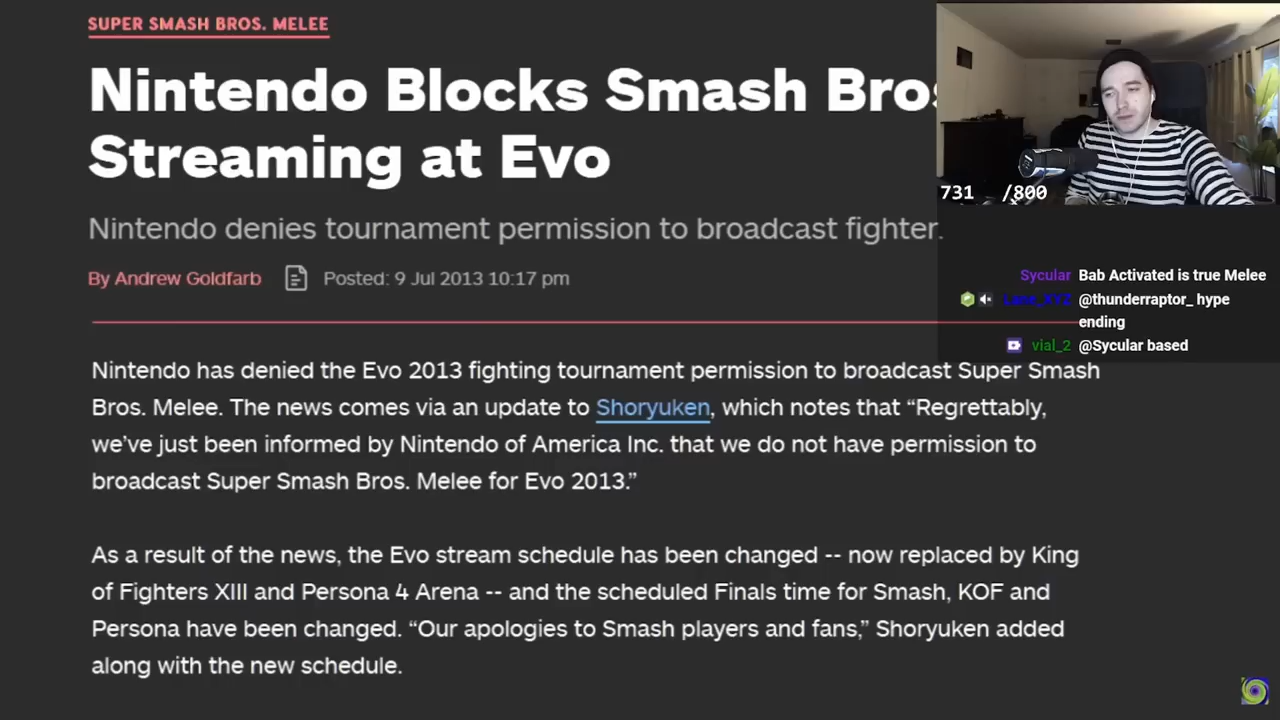 SUPER SMASH BROS. MELEE
Nintendo Blocks Smash Bros
Streaming at Evo
Nintendo denies tournament permission to broadcast fighter.
By Andrew Goldfarb Posted: 9 Jul 2013 10:17 pm
731 /800
Sycular Bab Activated is true Melee
@thunderraptor_ hype
ending
vial_2 @Sycular based
Nintendo has denied the Evo 2013 fighting tournament permission to broadcast Super Smash
Bros. Melee. The news comes via an update to Shoryuken, which notes that “Regrettably,
we’ve just been informed by Nintendo of America Inc. that we do not have permission to
broadcast Super Smash Bros. Melee for Evo 2013.”
As a result of the news, the Evo stream schedule has been changed -- now replaced by King
of Fighters XIII and Persona 4 Arena -- and the scheduled Finals time for Smash, KOF and
Persona have been changed. “Our apologies to Smash players and fans,” Shoryuken added
along with the new schedule.